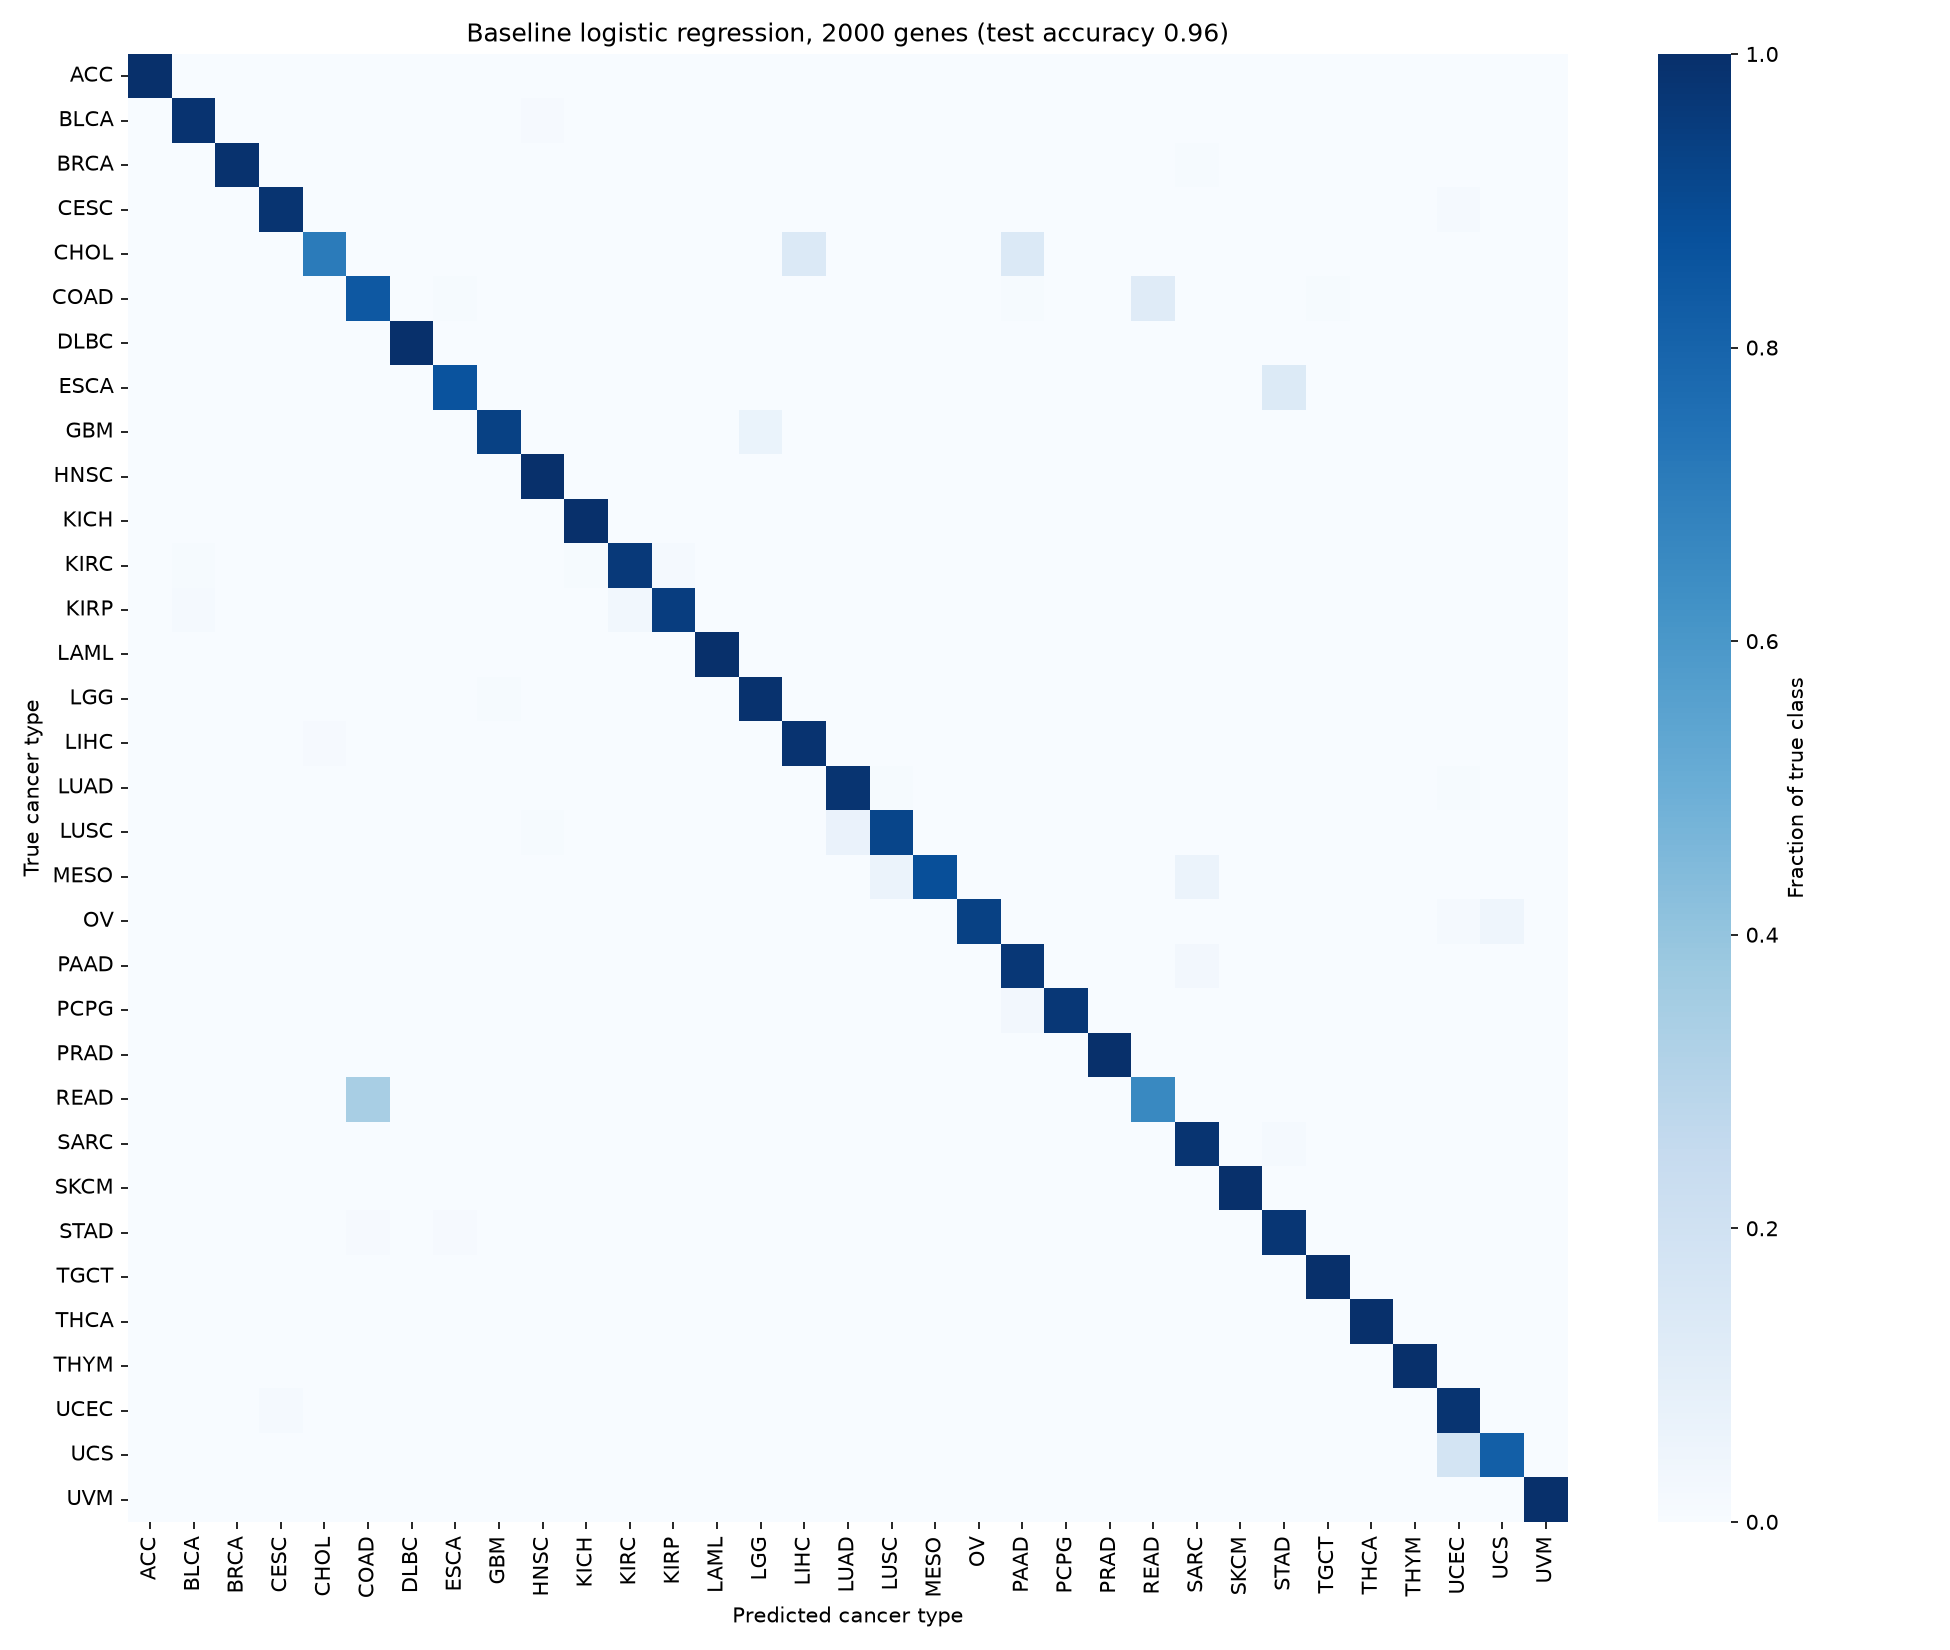 Baseline logistic regression, 2000 genes (test accuracy 0.96)
True cancer type
ACC
BLCA
BRCA
CESC
CHOL
COAD
DLBC
ESCA
GBM
HNSC
KICH
KIRC
KIRP
LAML
LGG
LIHC
LUAD
LUSC
MESO
OV
PAAD
PCPG
PRAD
READ
SARC
SKCM
STAD
TGCT
THCA
THYM
UCEC
UCS
UVM
ACC BLCA BRCA CESC CHOL COAD DLBC ESCA GBM HNSC KICH KIRC KIRP LAML LGG LIHC LUAD LUSC MESO OV PAAD PCPG PRAD READ SARC SKCM STAD TGCT THCA THYM UCEC UCS UVM
Predicted cancer type
1.0
0.8
0.6
0.4
0.2
0.0
Fraction of true class